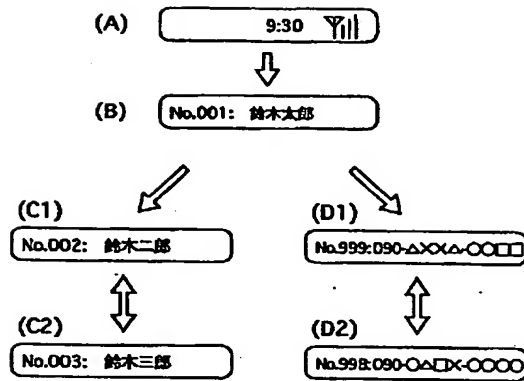 (A)
9:30
(B)
No.001: 鈴木太郎
(C1)
No.002: 鈴木二郎
(D1)
No.999:090-△××△-○○□□
(C2)
No.003: 鈴木三郎
(D2)
No.998:090-○△□×-○○○○